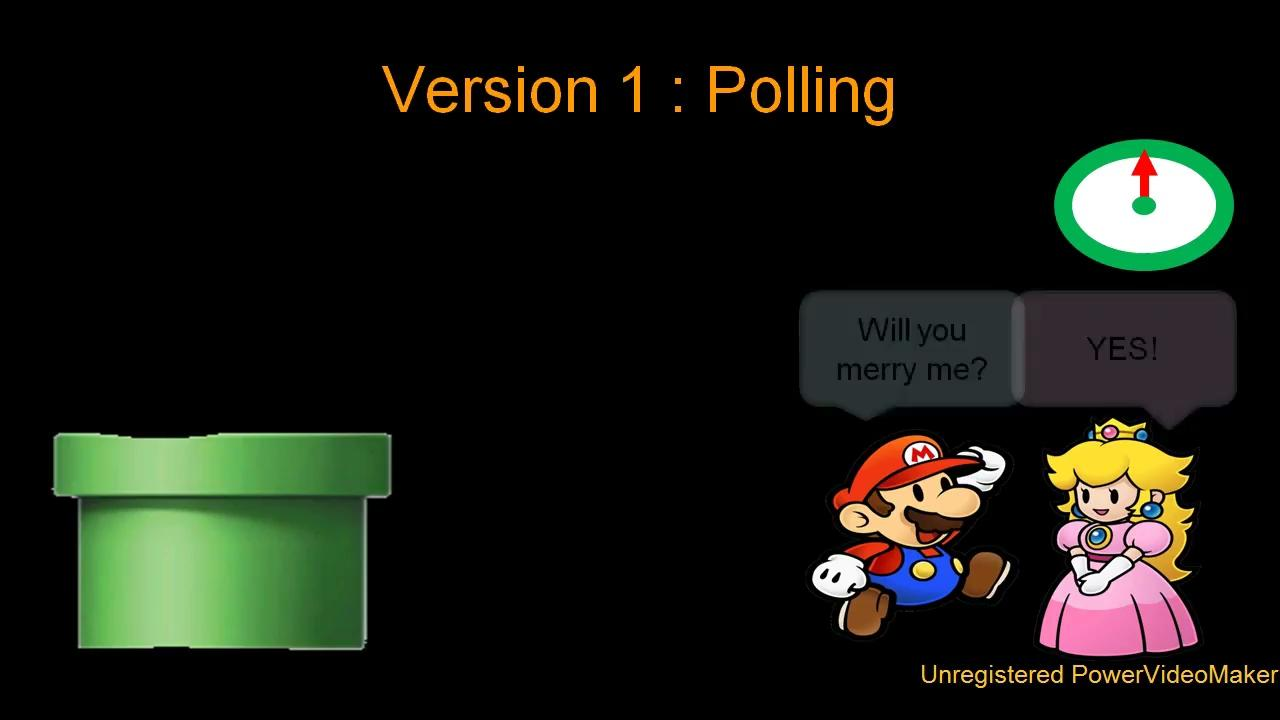 Version 1 : Polling
Will you
merry me?
YES!
M
Unregistered PowerVideoMaker